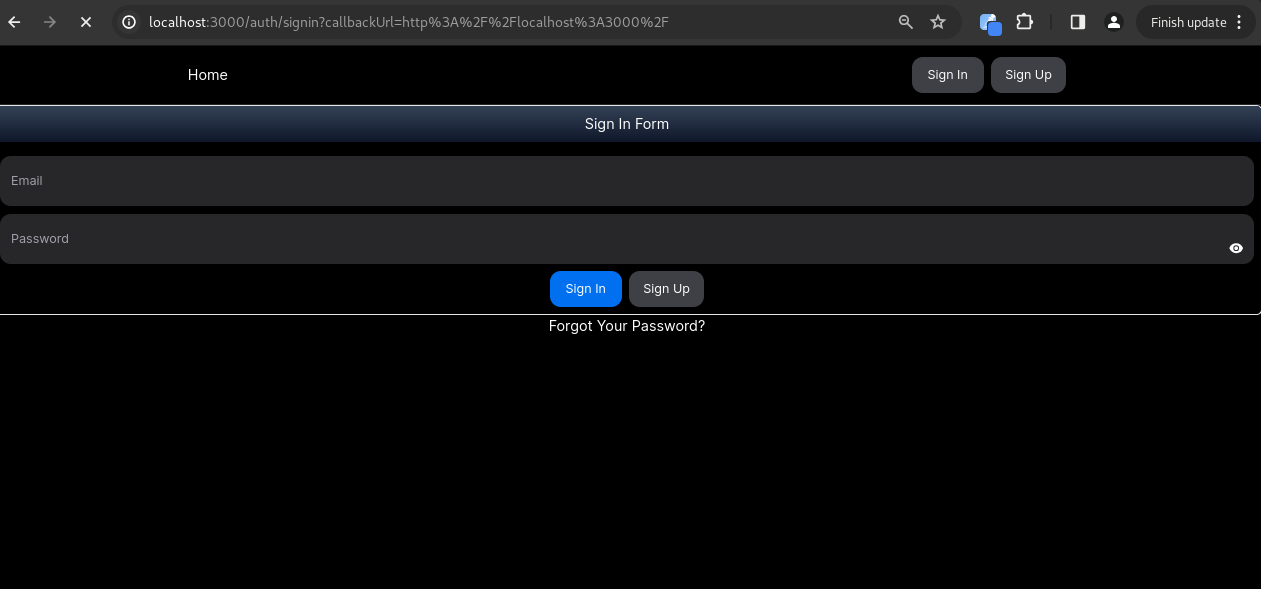 localhost:3000/auth/signin?callbackUrl=http%3A%2F%2Flocalhost%3A3000%2F
Finish update
Home
Sign In
Sign Up
Sign In Form
Email
Password
Sign In
Sign Up
Forgot Your Password?